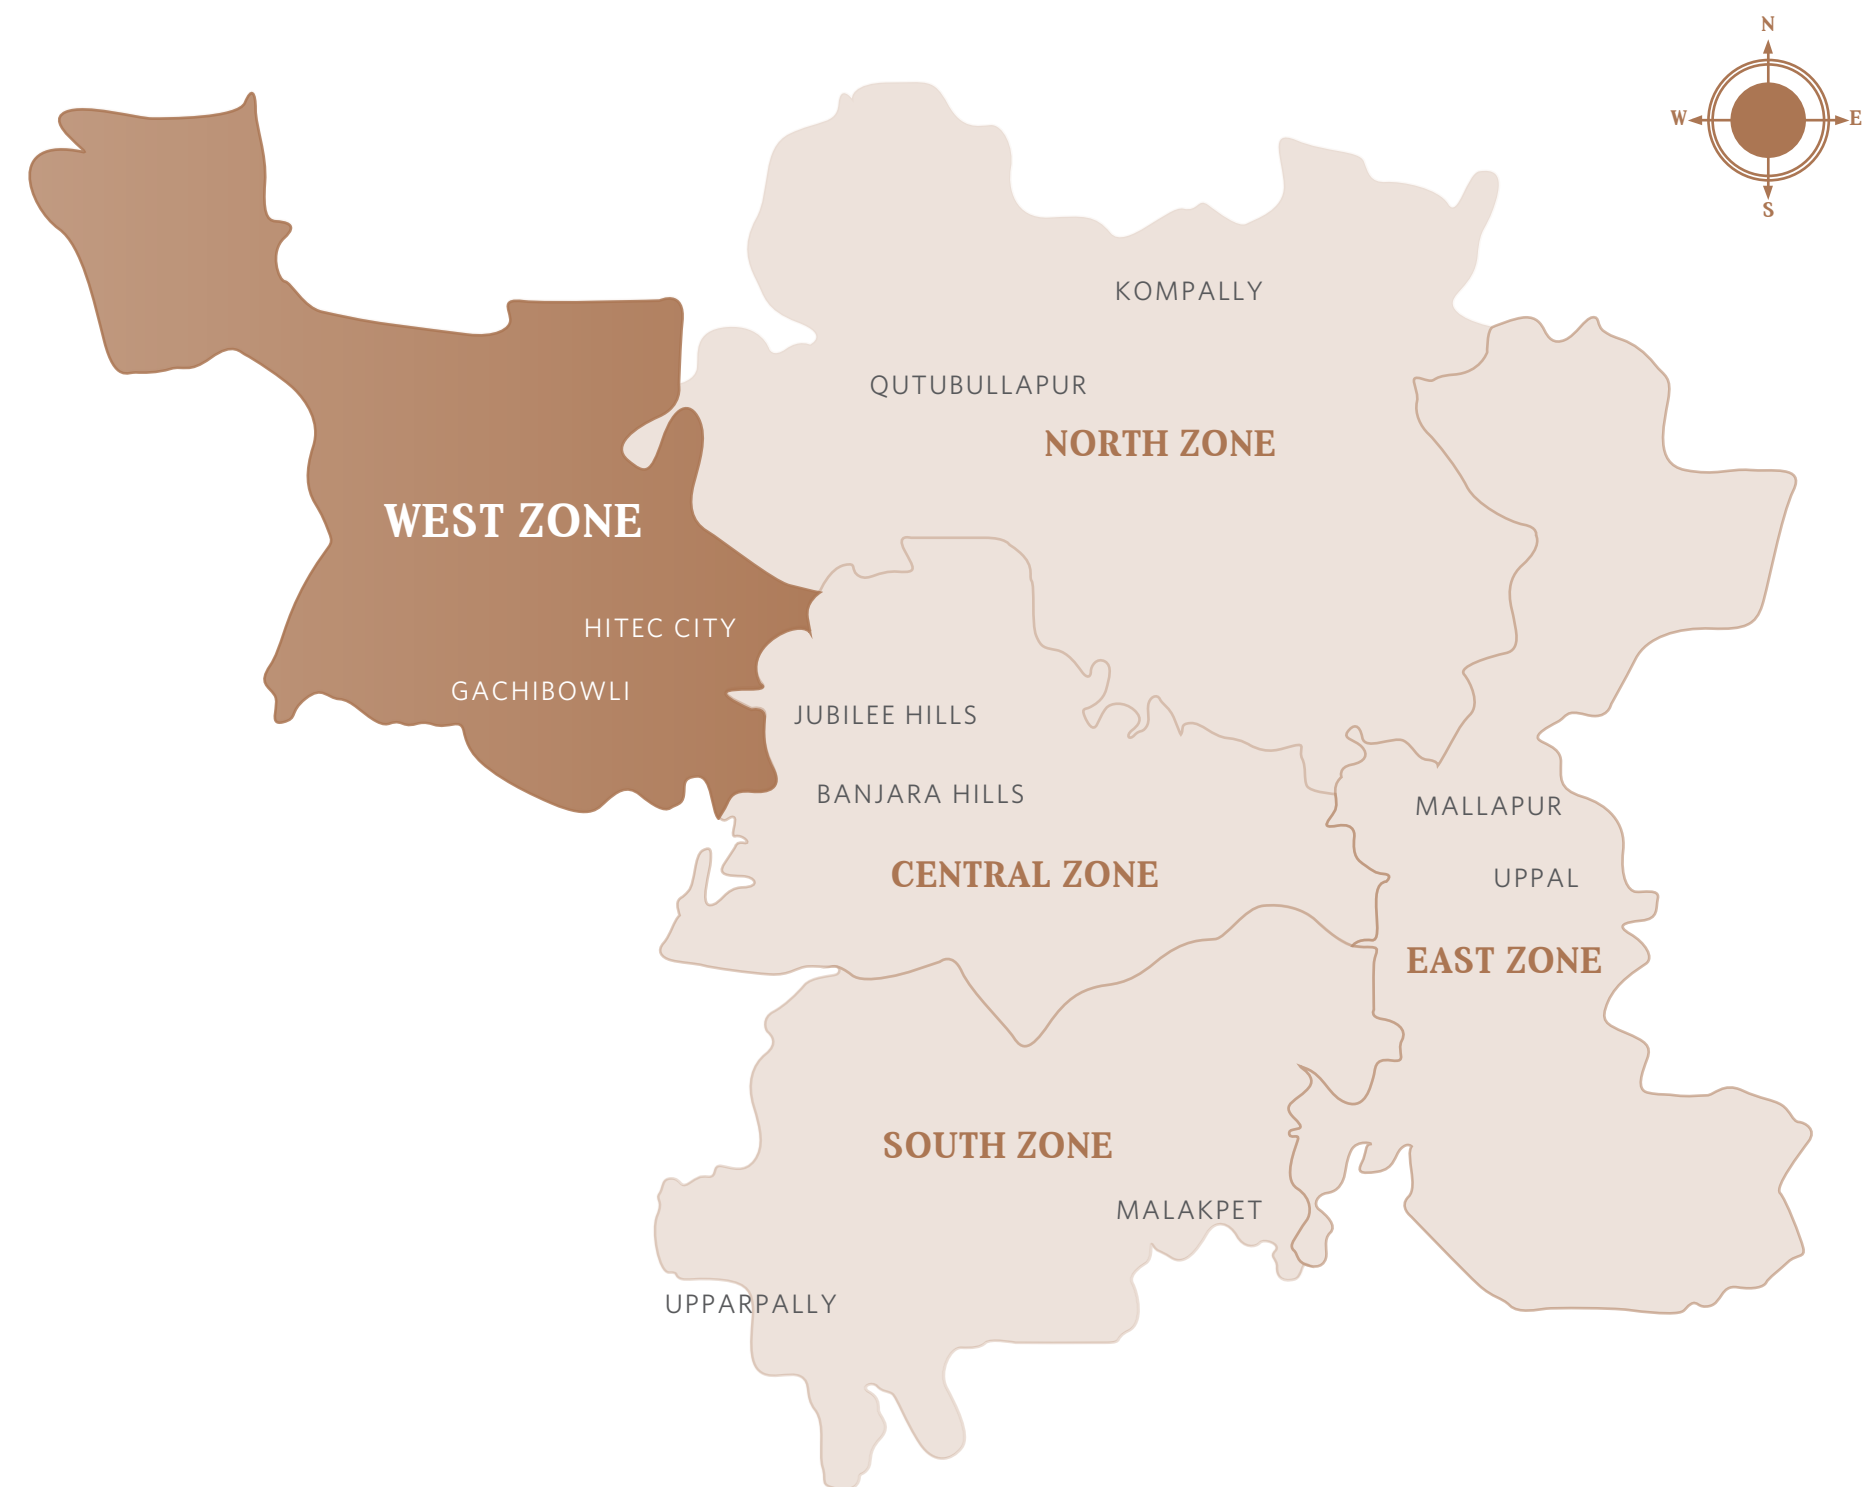 N
W E
S
KOMPALLY
QUTUBULLAPUR
NORTH ZONE
WEST ZONE
HITEC CITY
GACHIBOWLI
JUBILEE HILLS
BANJARA HILLS
MALLAPUR
CENTRAL ZONE
UPPAL
EAST ZONE
SOUTH ZONE
MALAKPET
UPPARPALLY